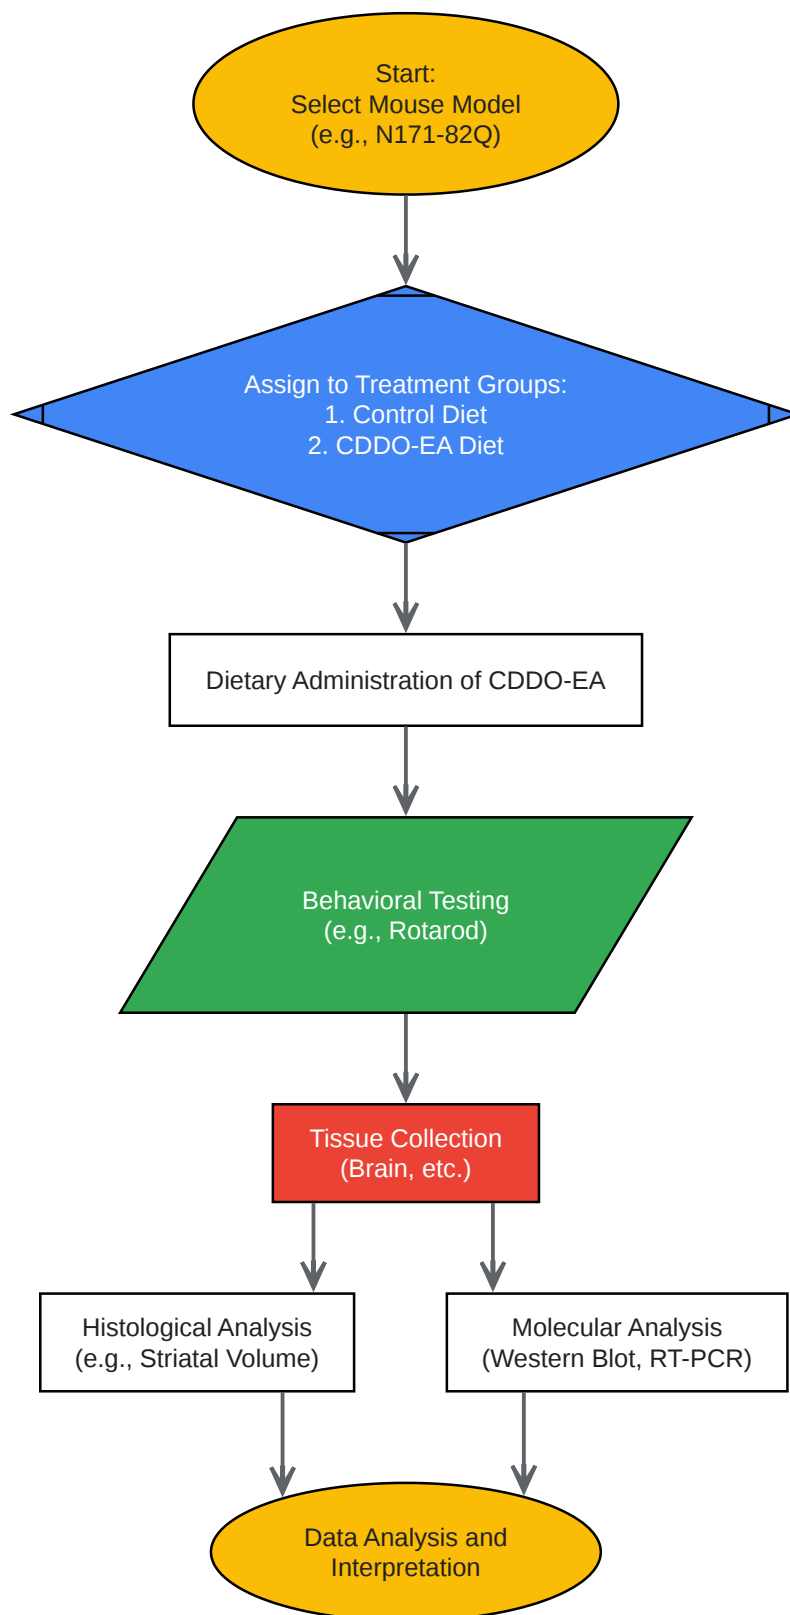 Start:
Select Mouse Model
(e.g., N171-82Q)
Assign to Treatment Groups:
1. Control Diet
2. CDDO-EA Diet
Dietary Administration of CDDO-EA
Behavioral Testing
(e.g., Rotarod)
Tissue Collection
(Brain, etc.)
Histological Analysis
(e.g., Striatal Volume)
Molecular Analysis
(Western Blot, RT-PCR)
Data Analysis and
Interpretation